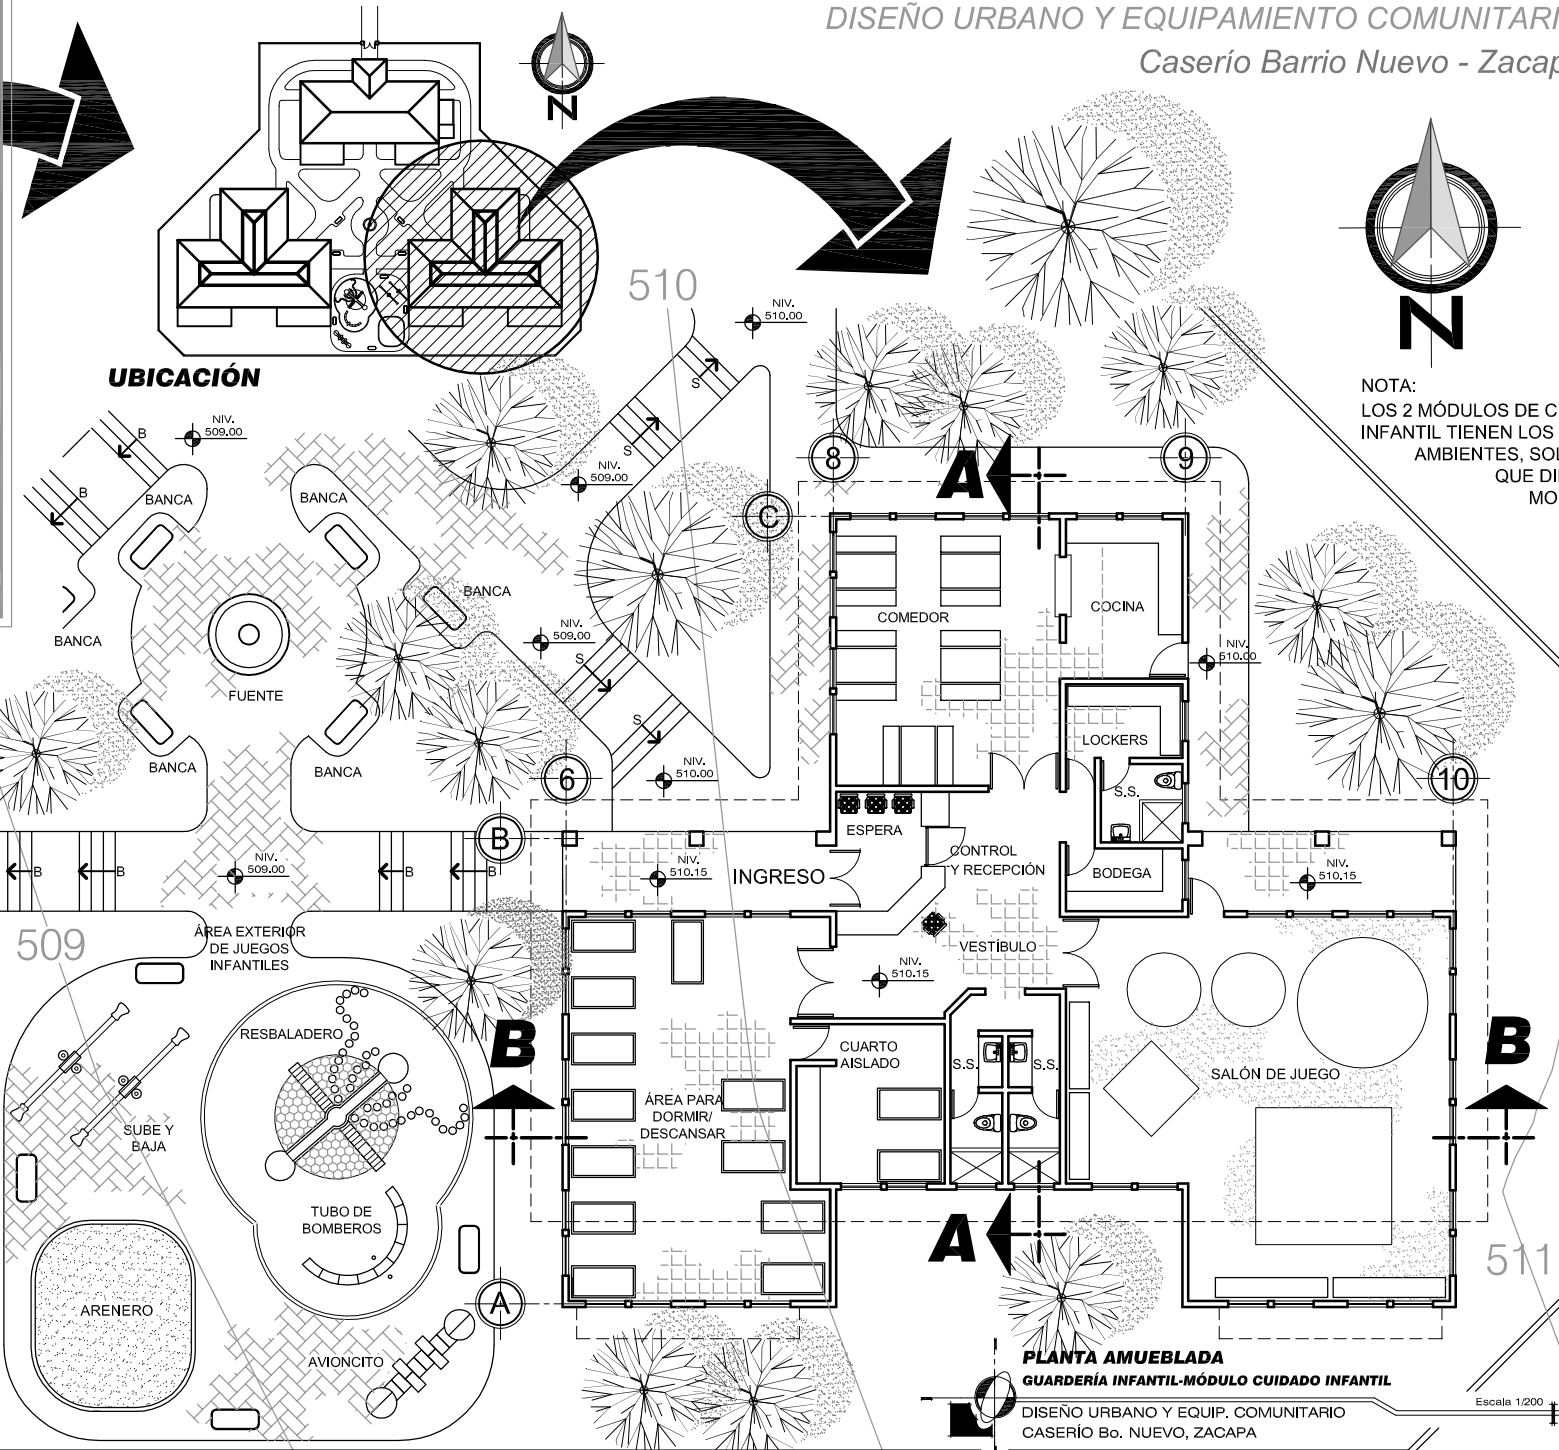 DISEÑO URBANO Y EQUIPAMIENTO COMUNITARI
Caserío Barrio Nuevo - Zacap
N
N
UBICACIÓN
510
NIV.
510.00
NOTA:
LOS 2 MÓDULOS DE C
INFANTIL TIENEN LOS
AMBIENTES, SOL
QUE DI
MO
S
S
S
B
B
NIV.
509.00
NIV.
509.00
8
A
9
C
BANCA
BANCA
BANCA
BANCA
FUENTE
BANCA
BANCA
NIV.
509.00
S
S
NIV.
510.00
COMEDOR
COCINA
NIV.
510.00
LOCKERS
S.S.
6
10
B
ESPERA
CONTROL
Y RECEPCIÓN
BODEGA
INGRESO
NIV.
510.15
NIV.
510.15
B
B
NIV.
509.00
B
B
509
ÁREA EXTERIOR
DE JUEGOS
INFANTILES
VESTÍBULO
NIV.
510.15
RESBALADERO
B
CUARTO
AISLADO
S.S.
S.S.
SALÓN DE JUEGO
B
SUBE Y
BAJA
ÁREA PARA
DORMIR/
DESCANSAR
TUBO DE
BOMBEROS
A
511
ARENERO
A
AVIONCITO
PLANTA AMUEBLADA
GUARDERÍA INFANTIL-MÓDULO CUIDADO INFANTIL
DISEÑO URBANO Y EQUIP. COMUNITARIO
CASERÍO Bo. NUEVO, ZACAPA
Escala 1/200